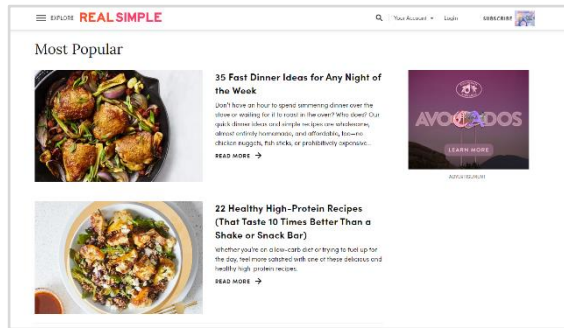 EXPLORE REAL SIMPLE Your Account Login SUBSCRIBE
Most Popular
35 Fast Dinner Ideas for Any Night of
the Week
Don't have an hour to spend simmering dinner over the
stove or waiting for it to roast in the oven? Who does? Our
quick dinner ideas and simple recipes are wholesome,
almost entirely homemade, and affordable, too—no
chicken nuggets, fish sticks, or prohibitively expensive...
READ MORE
AVOCADOS
LEARN MORE
ADVERTISEMENT
22 Healthy High-Protein Recipes
(That Taste 10 Times Better Than a
Shake or Snack Bar)
Whether you're on a low-carb diet or trying to fuel up for
the day, feel more satisfied with one of these delicious and
healthy high-protein recipes.
READ MORE